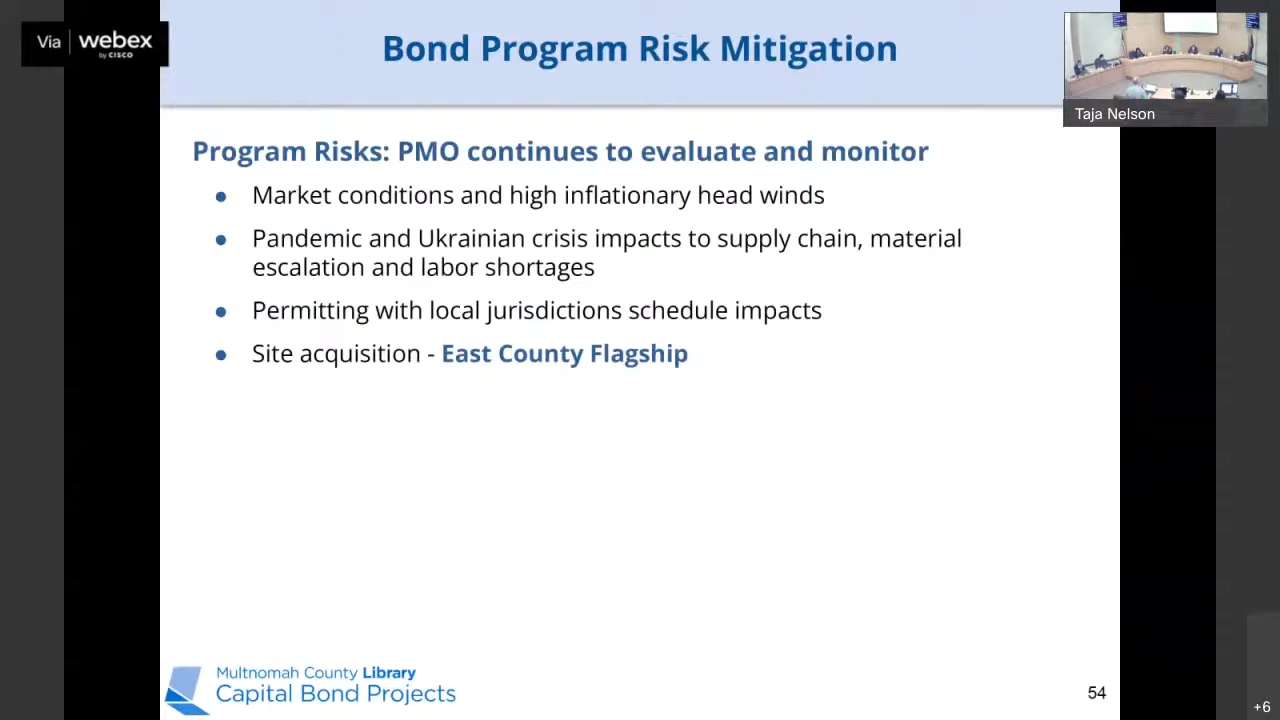 Via webex
by CISCO
Bond Program Risk Mitigation
Taja Nelson
Program Risks: PMO continues to evaluate and monitor
● Market conditions and high inflationary head winds
● Pandemic and Ukrainian crisis impacts to supply chain, material
escalation and labor shortages
● Permitting with local jurisdictions schedule impacts
● Site acquisition - East County Flagship
Multnomah County Library
Capital Bond Projects
54
+6